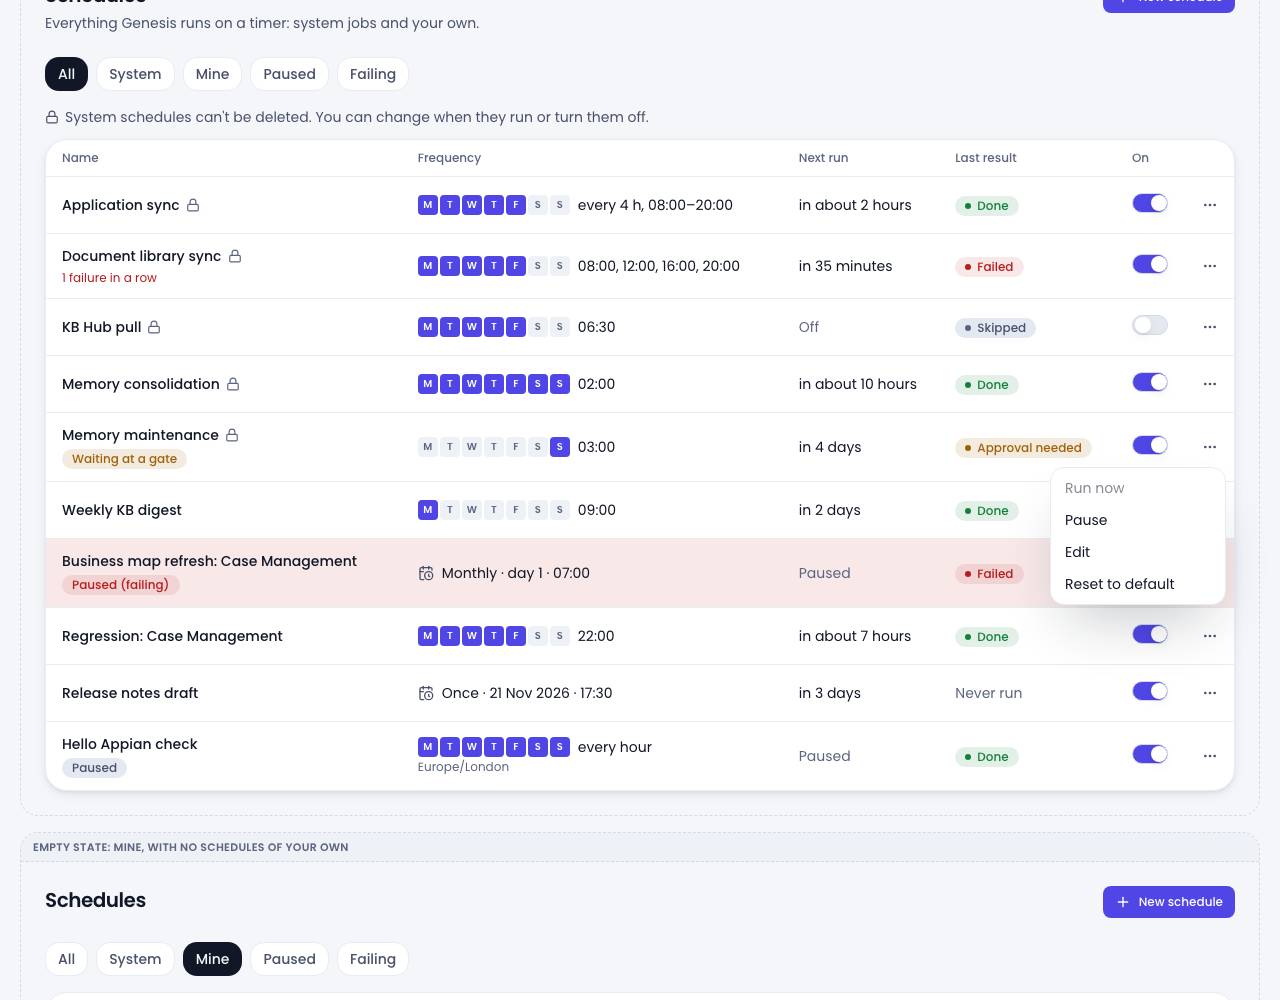 Everything Genesis runs on a timer: system jobs and your own.
All System Mine Paused Failing
System schedules can't be deleted. You can change when they run or turn them off.
Name Frequency Next run Last result On
Application sync M T W T F S S every 4 h, 08:00–20:00 in about 2 hours Done
Document library sync M T W T F S S 08:00, 12:00, 16:00, 20:00 in 35 minutes Failed
1 failure in a row
KB Hub pull M T W T F S S 06:30 Off Skipped
Memory consolidation M T W T F S S 02:00 in about 10 hours Done
Memory maintenance M T W T F S S 03:00 in 4 days Approval needed
Waiting at a gate
Run now
Pause
Edit
Reset to default
Weekly KB digest M T W T F S S 09:00 in 2 days Done
Business map refresh: Case Management Monthly · day 1 · 07:00 Paused Failed
Paused (failing)
Regression: Case Management M T W T F S S 22:00 in about 7 hours Done
Release notes draft Once · 21 Nov 2026 · 17:30 in 3 days Never run
Hello Appian check M T W T F S S every hour Paused Done
Paused Europe/London
EMPTY STATE: MINE, WITH NO SCHEDULES OF YOUR OWN
Schedules New schedule
All System Mine Paused Failing